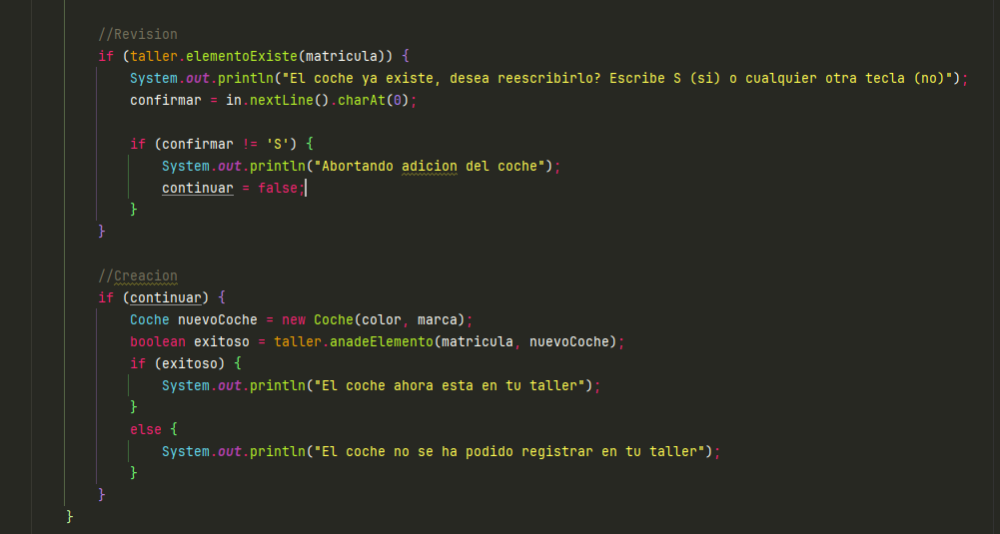 //Revision
if (taller.elementoExiste(matricula)) {
System.out.println("El coche ya existe, desea reescribirlo? Escribe S (si) o cualquier otra tecla (no)");
confirmar = in.nextLine().charAt(0);
if (confirmar != 'S') {
System.out.println("Abortando adicion del coche");
continuar = false;
}
}
//Creacion
if (continuar) {
Coche nuevoCoche = new Coche(color, marca);
boolean exitoso = taller.anadeElemento(matricula, nuevoCoche);
if (exitoso) {
System.out.println("El coche ahora esta en tu taller");
}
else {
System.out.println("El coche no se ha podido registrar en tu taller");
}
}
}